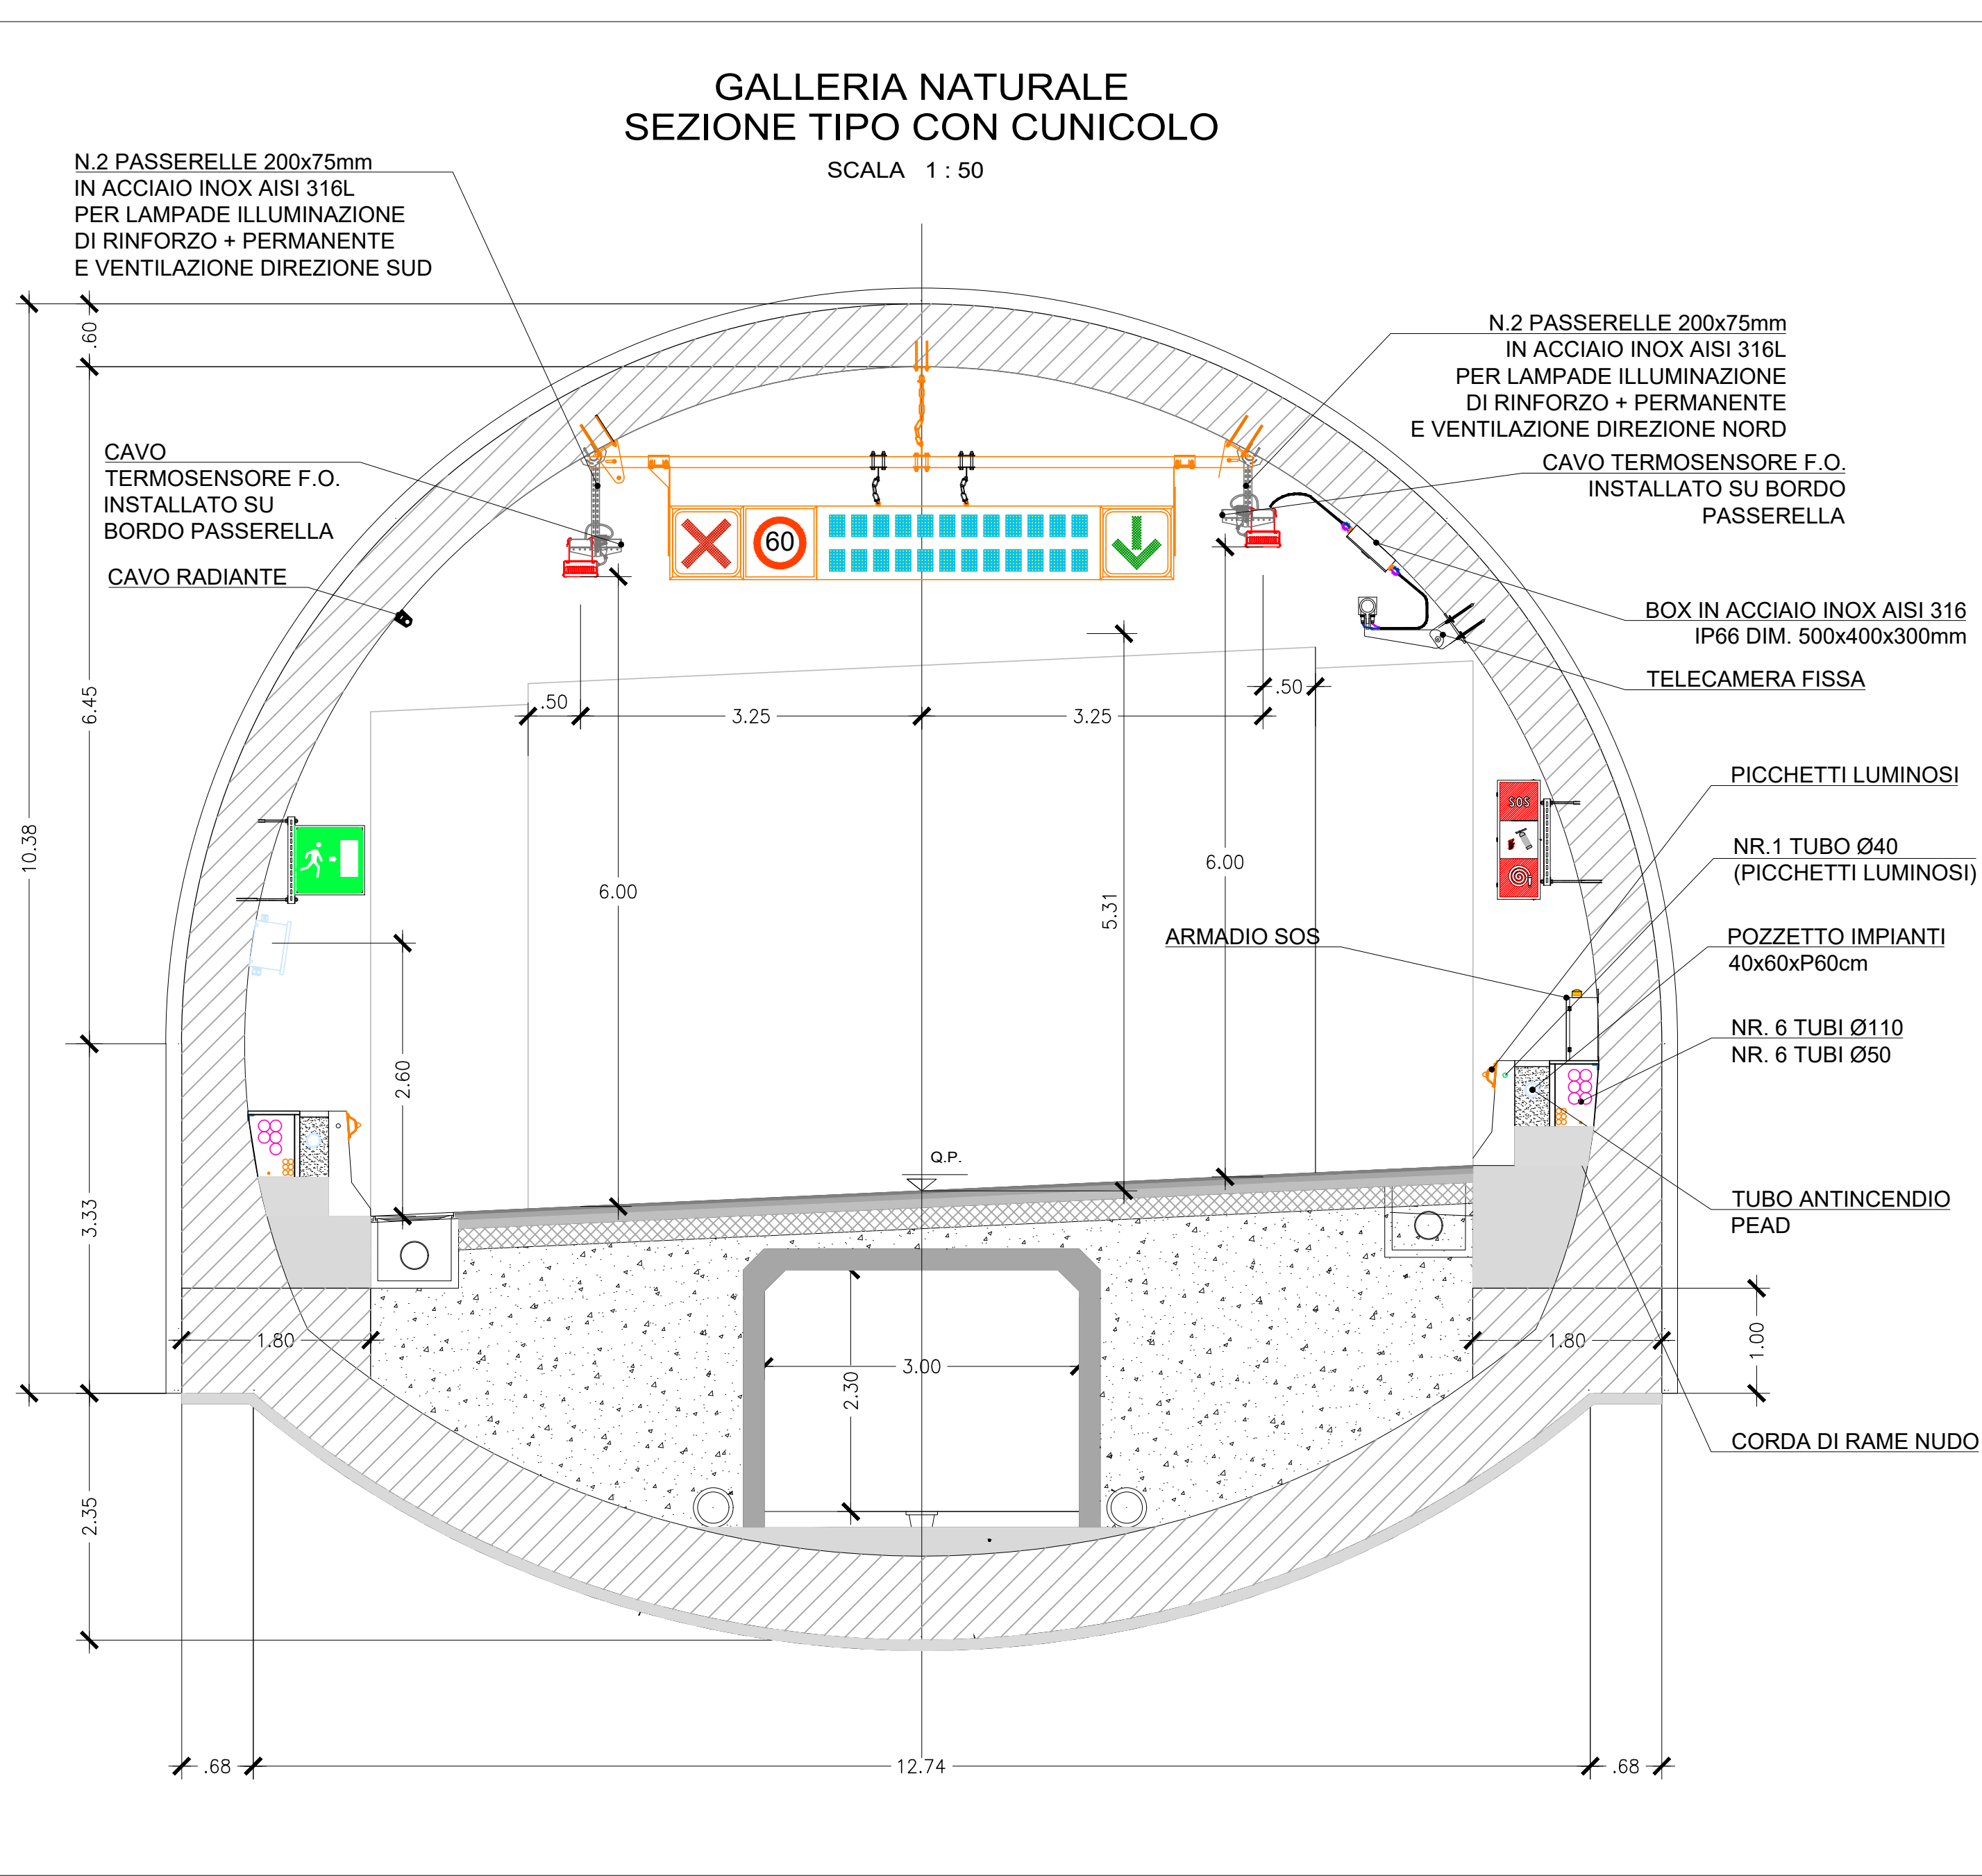 GALLERIA NATURALE
SEZIONE TIPO CON CUNICOLO
SCALA 1 : 50
N.2 PASSERELLE 200x75mm
IN ACCIAIO INOX AISI 316L
PER LAMPADE ILLUMINAZIONE
DI RINFORZO + PERMANENTE
E VENTILAZIONE DIREZIONE SUD
N.2 PASSERELLE 200x75mm
IN ACCIAIO INOX AISI 316L
PER LAMPADE ILLUMINAZIONE
DI RINFORZO + PERMANENTE
E VENTILAZIONE DIREZIONE NORD
CAVO
TERMOSENSORE F.O.
INSTALLATO SU
BORDO PASSERELLA
CAVO TERMOSENSORE F.O.
INSTALLATO SU BORDO
PASSERELLA
CAVO RADIANTE
60
BOX IN ACCIAIO INOX AISI 316
IP66 DIM. 500x400x300mm
TELECAMERA FISSA
PICCHETTI LUMINOSI
SOS
NR.1 TUBO Ø40
(PICCHETTI LUMINOSI)
ARMADIO SOS
POZZETTO IMPIANTI
40x60xP60cm
NR. 6 TUBI Ø110
NR. 6 TUBI Ø50
Q.P.
TUBO ANTINCENDIO
PEAD
CORDA DI RAME NUDO
.60
6.45
10.38
3.33
2.35
.50
3.25
3.25
.50
6.00
6.00
5.31
2.60
1.80
1.80
1.00
3.00
2.30
.68
12.74
.68